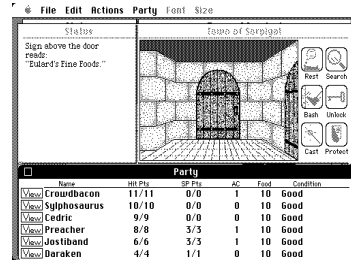 File Edit Actions Party Font Size
Status
Town of Sorpigal
Sign above the door
reads:
"Eulard's Fine Foods."
Rest Search
Bash Unlock
Cast Protect
Party
Name Hit Pts SP Pts AC Food Condition
View Crowdbacon 11/11 0/0 1 10 Good
View Sylphosaurus 10/10 0/0 0 10 Good
View Cedric 9/9 0/0 0 10 Good
View Preacher 8/8 3/3 1 10 Good
View Jostiband 6/6 3/3 1 10 Good
View Daraken 4/4 1/1 0 10 Good